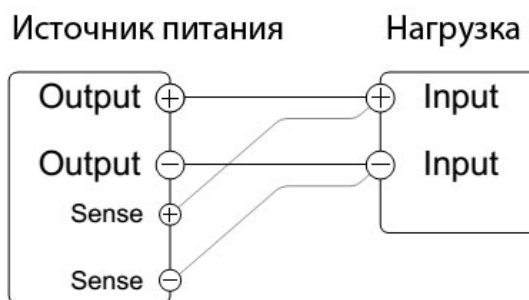 Источник питания
Нагрузка
Output + + Input
Output − − Input
Sense +
Sense −